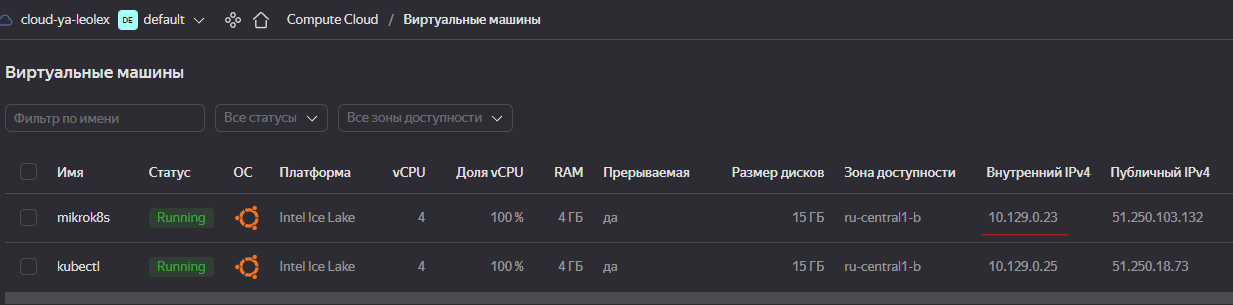 cloud-ya-leolex DE default Compute Cloud / Виртуальные машины
Виртуальные машины
Фильтр по имени Все статусы Все зоны доступности
Имя Статус ОС Платформа vCPU Доля vCPU RAM Прерываемая Размер дисков Зона доступности Внутренний IPv4 Публичный IPv4
mikrok8s Running Intel Ice Lake 4 100 % 4 ГБ да 15 ГБ ru-central1-b 10.129.0.23 51.250.103.132
kubectl Running Intel Ice Lake 4 100 % 4 ГБ да 15 ГБ ru-central1-b 10.129.0.25 51.250.18.73